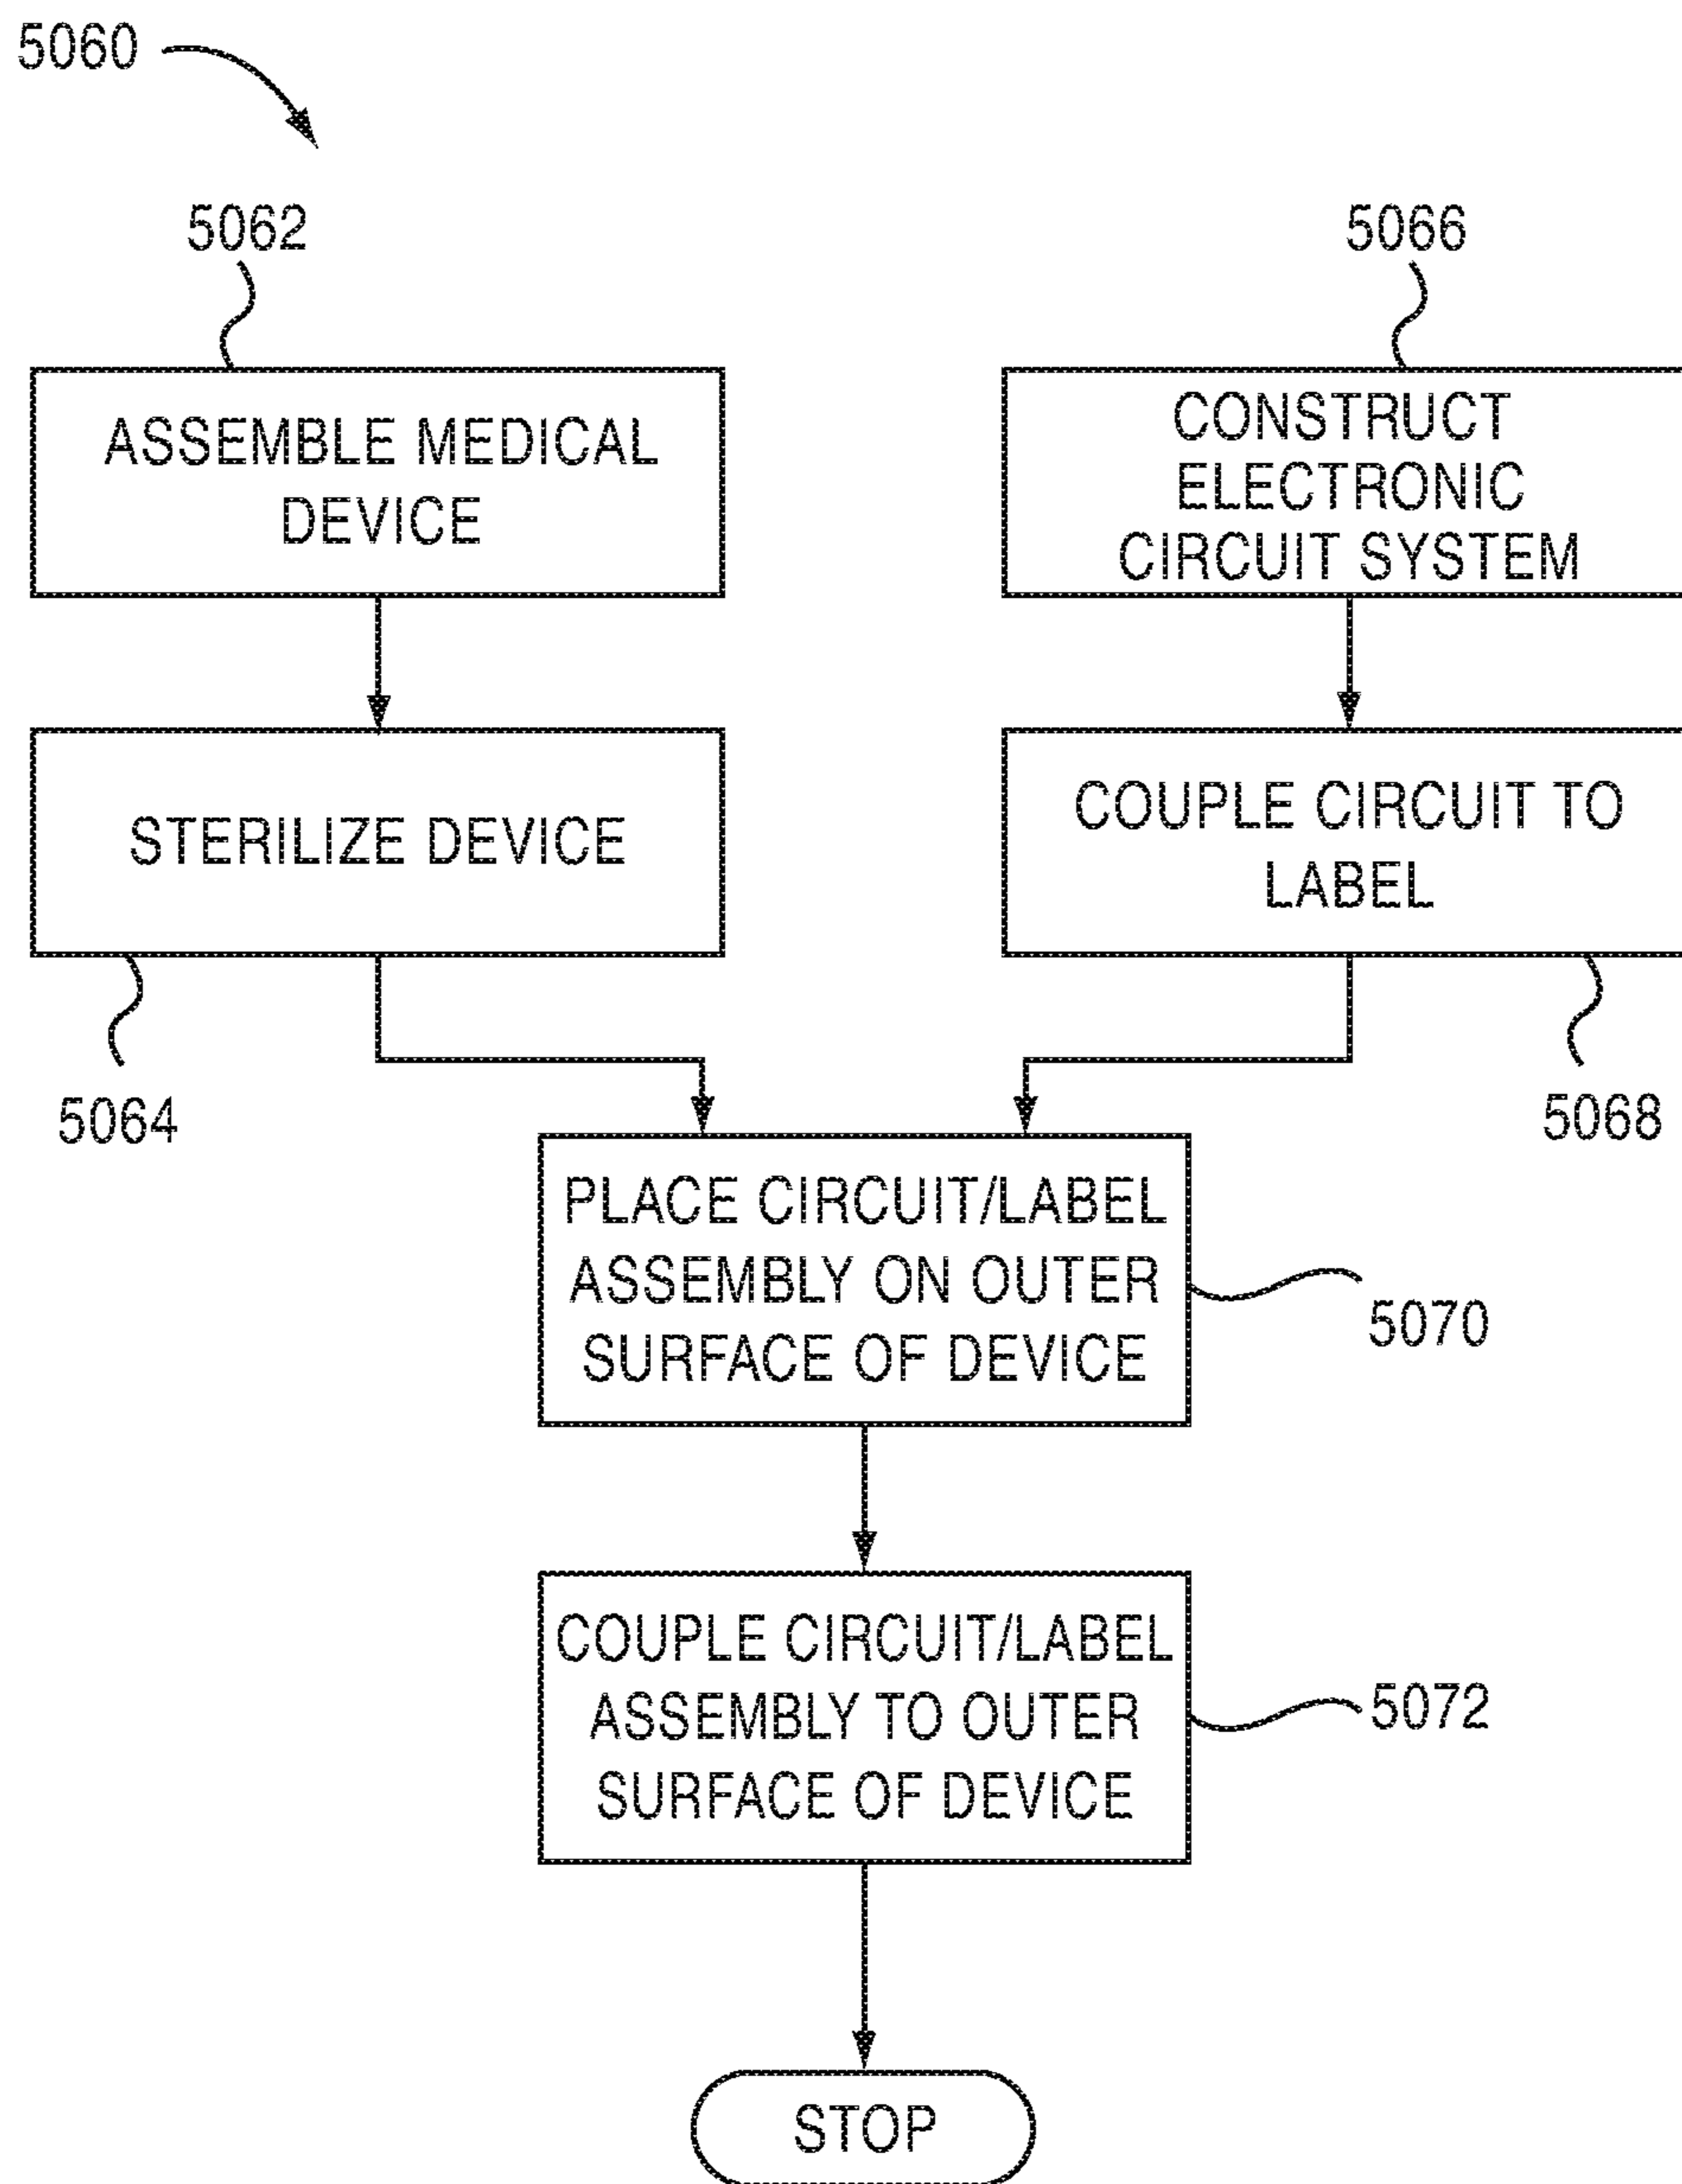 5060
5062
5066
ASSEMBLE MEDICAL
DEVICE
CONSTRUCT
ELECTRONIC
CIRCUIT SYSTEM
STERILIZE DEVICE
COUPLE CIRCUIT TO
LABEL
5064
5068
PLACE CIRCUIT/LABEL
ASSEMBLY ON OUTER
SURFACE OF DEVICE
5070
COUPLE CIRCUIT/LABEL
ASSEMBLY TO OUTER
SURFACE OF DEVICE
5072
STOP